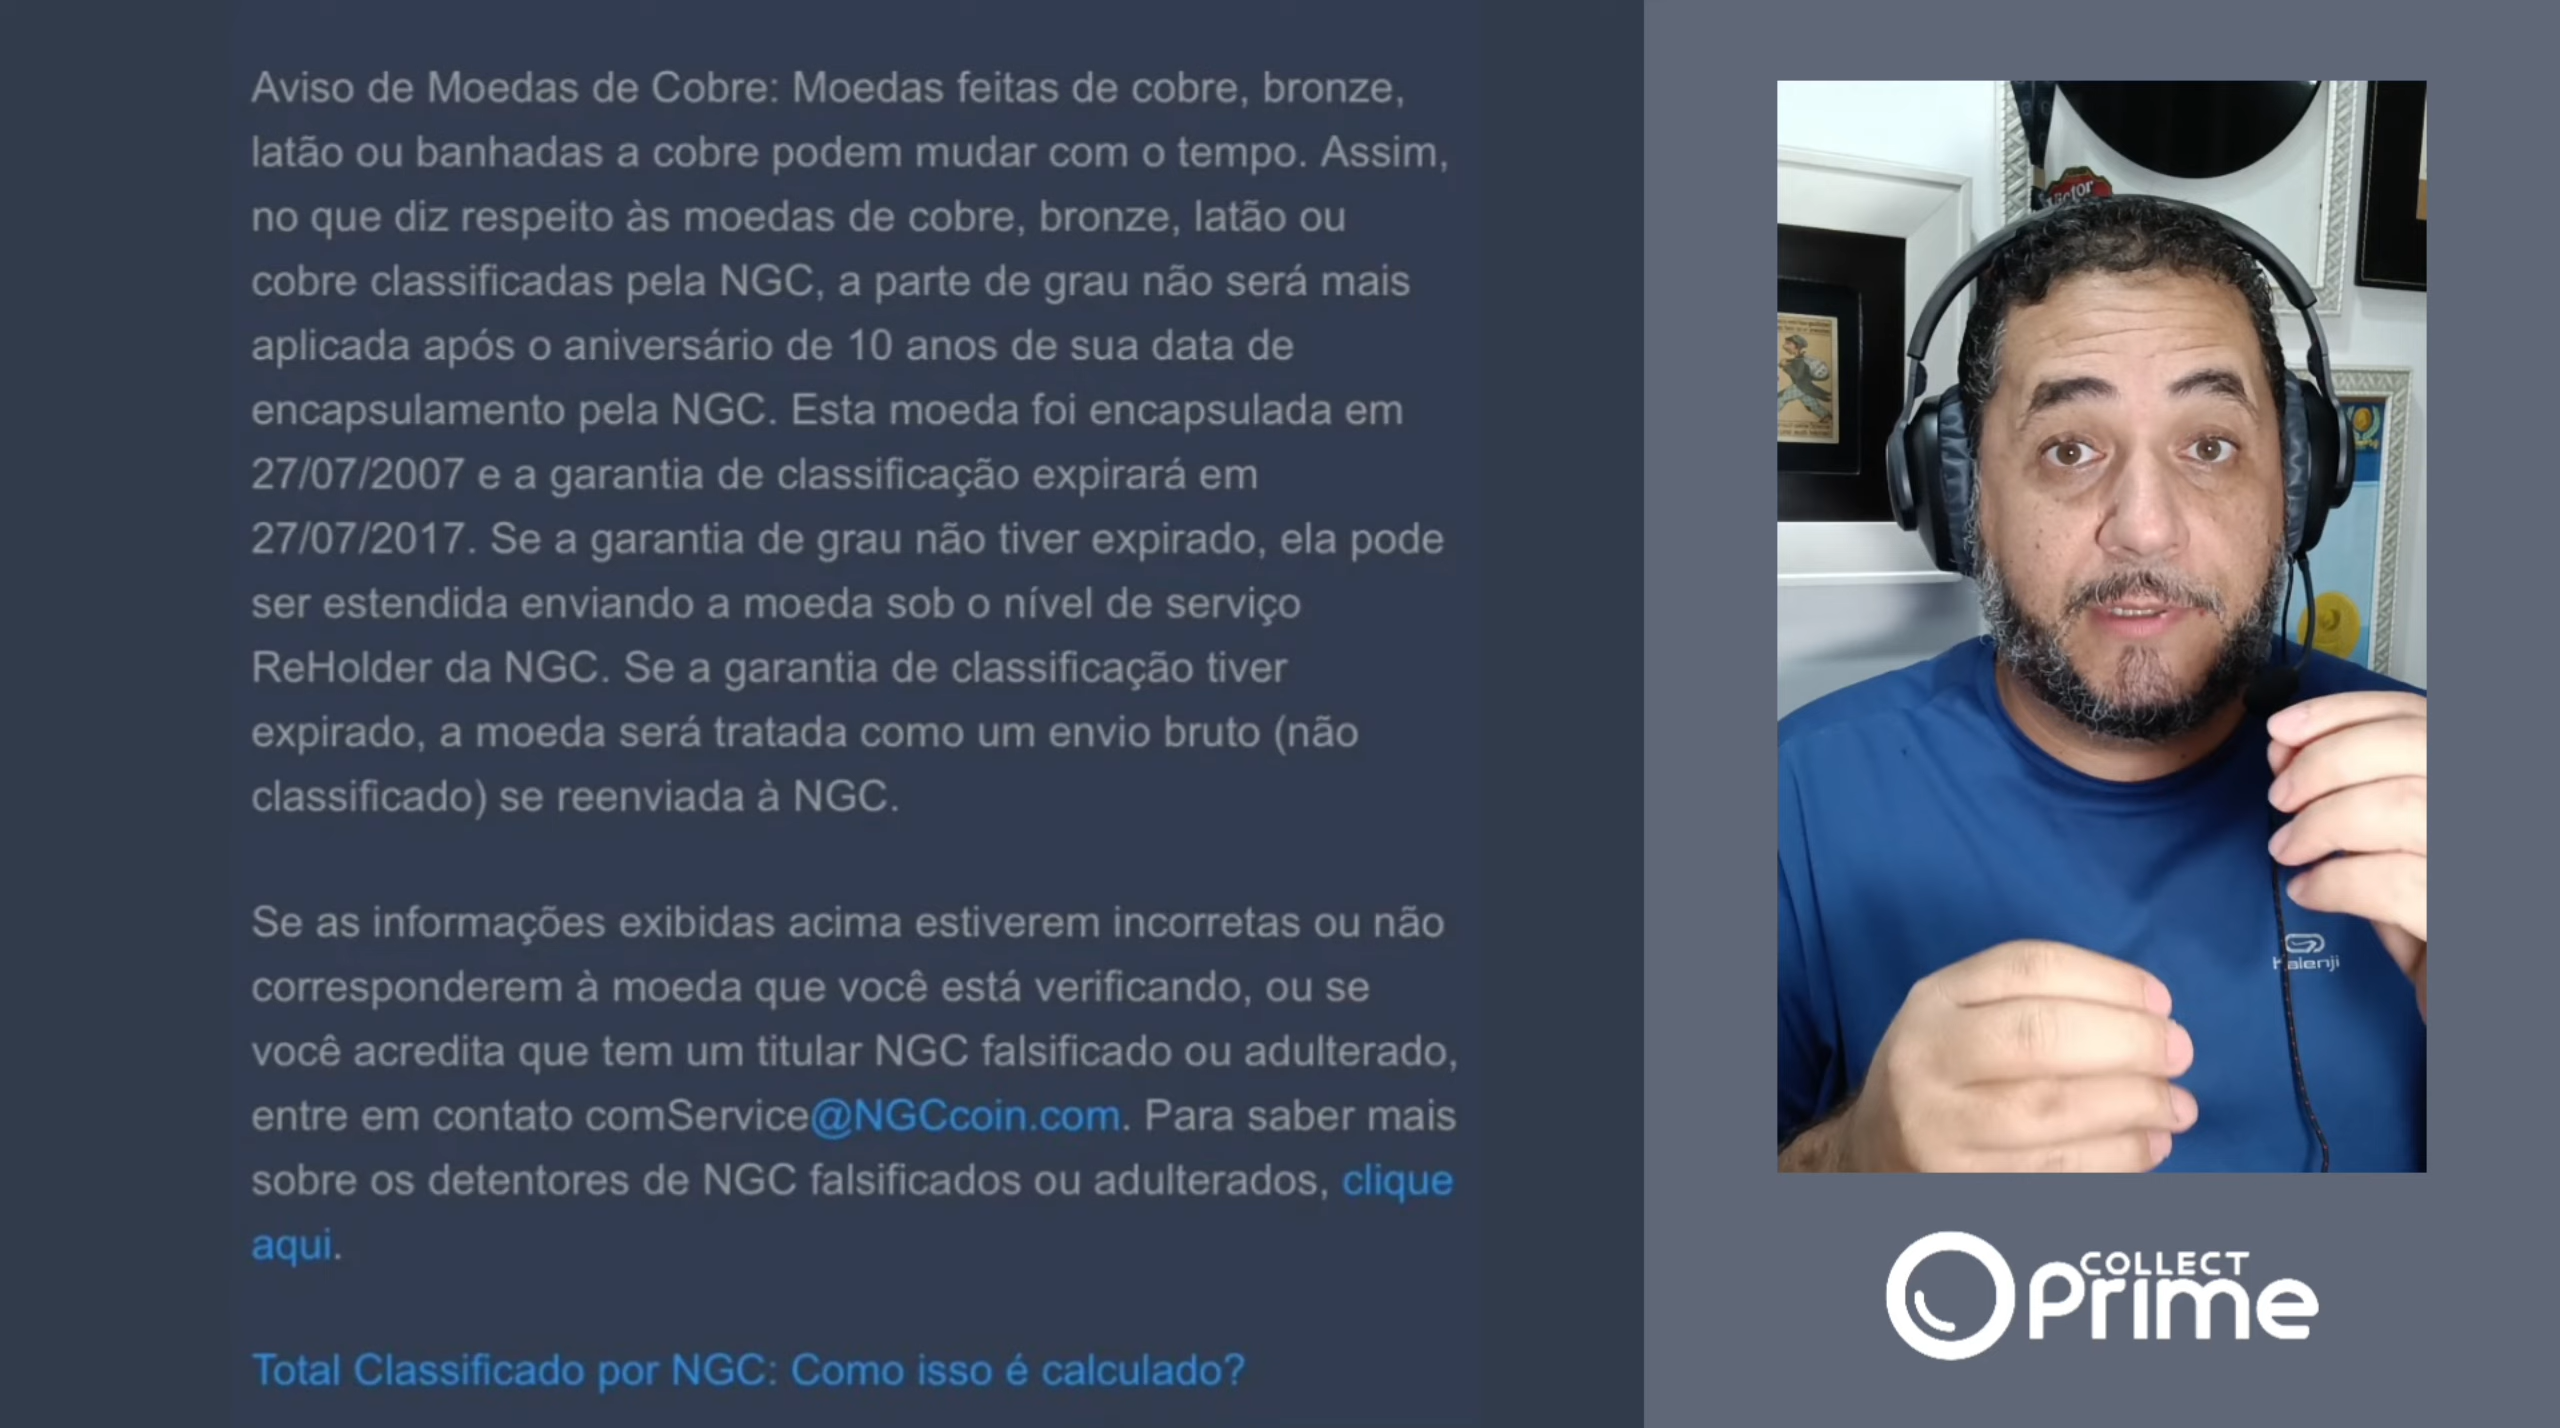 Aviso de Moedas de Cobre: Moedas feitas de cobre, bronze,
latão ou banhadas a cobre podem mudar com o tempo. Assim,
no que diz respeito às moedas de cobre, bronze, latão ou
cobre classificadas pela NGC, a parte de grau não será mais
aplicada após o aniversário de 10 anos de sua data de
encapsulamento pela NGC. Esta moeda foi encapsulada em
27/07/2007 e a garantia de classificação expirará em
27/07/2017. Se a garantia de grau não tiver expirado, ela pode
ser estendida enviando a moeda sob o nível de serviço
ReHolder da NGC. Se a garantia de classificação tiver
expirado, a moeda será tratada como um envio bruto (não
classificado) se reenviada à NGC.
Se as informações exibidas acima estiverem incorretas ou não
corresponderem à moeda que você está verificando, ou se
você acredita que tem um titular NGC falsificado ou adulterado,
entre em contato comService@NGCcoin.com. Para saber mais
sobre os detentores de NGC falsificados ou adulterados, clique
aqui.
Total Classificado por NGC: Como isso é calculado?
kalenji
COLLECT
Prime